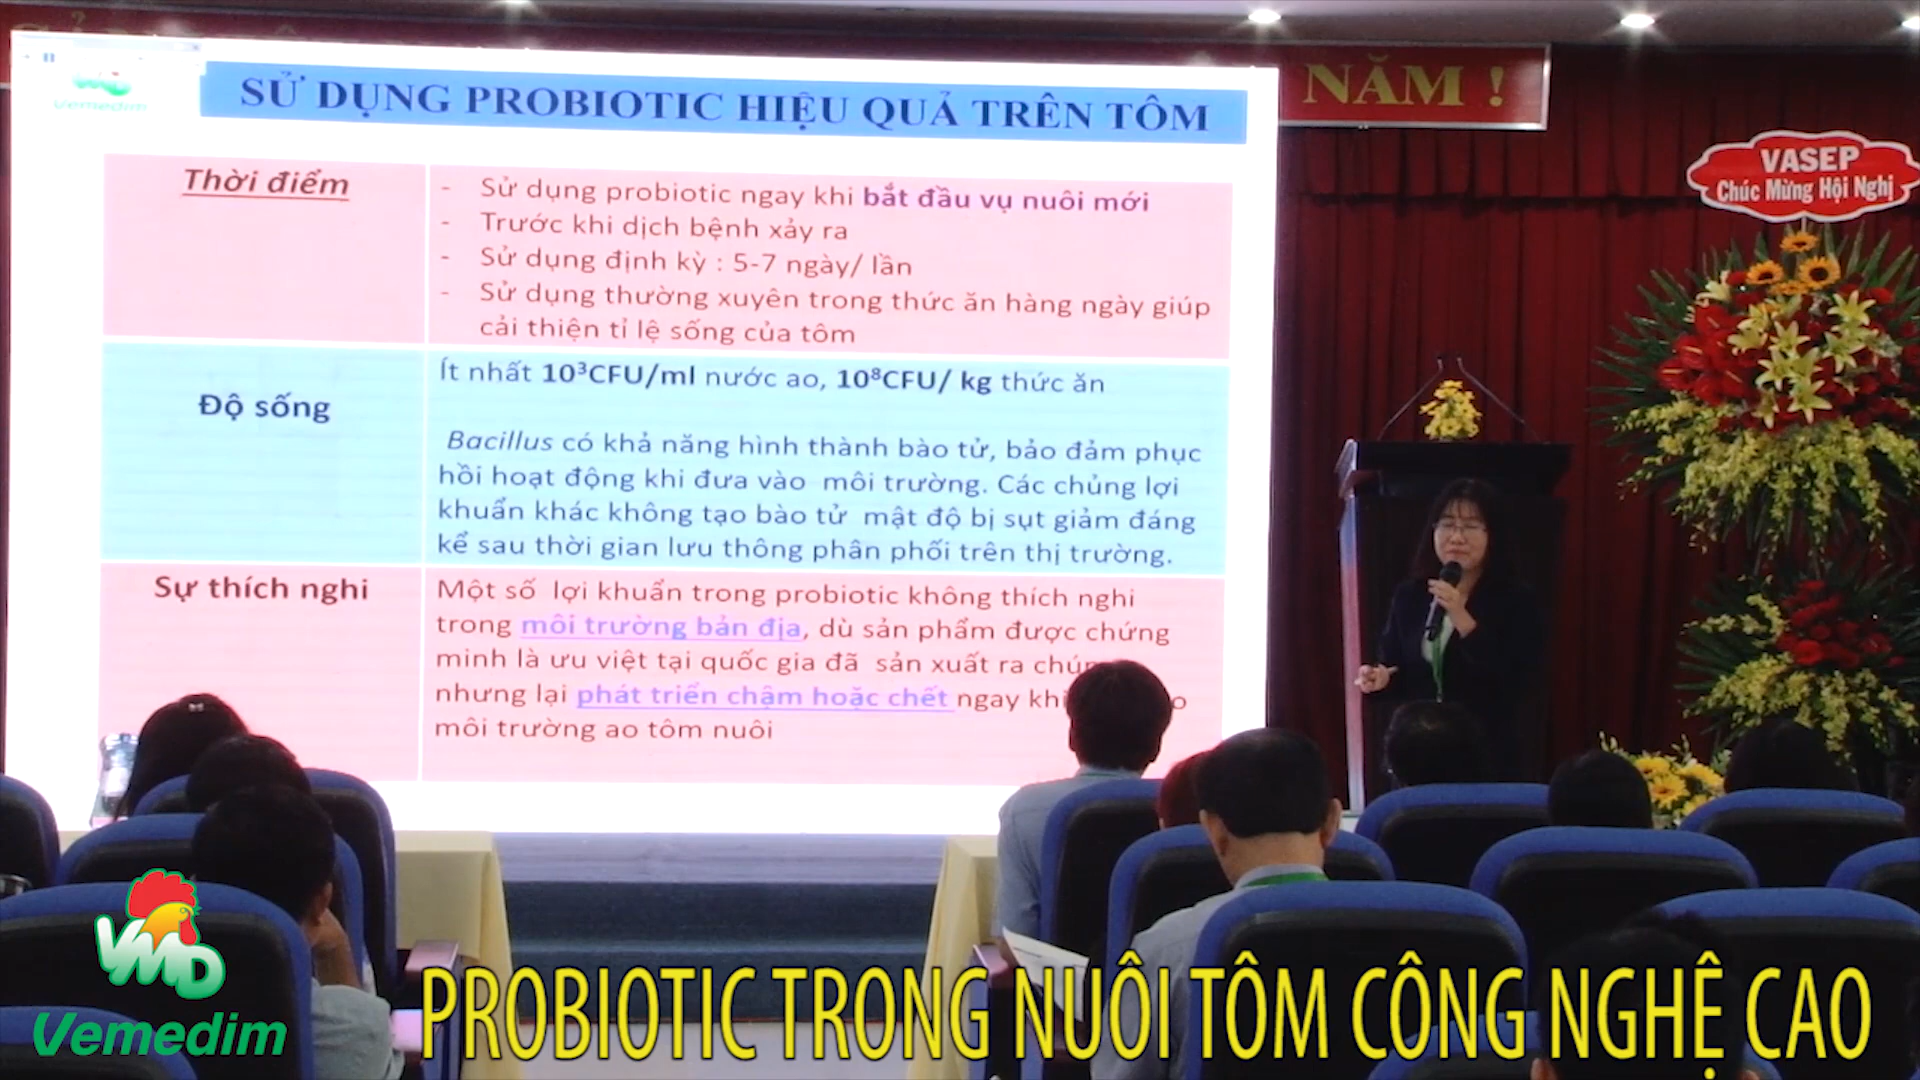 NĂM !
VASEP
Chúc Mừng Hội Nghị
Vemedim
SỬ DỤNG PROBIOTIC HIỆU QUẢ TRÊN TÔM
Thời điểm
- Sử dụng probiotic ngay khi bắt đầu vụ nuôi mới
- Trước khi dịch bệnh xảy ra
- Sử dụng định kỳ : 5-7 ngày/ lần
- Sử dụng thường xuyên trong thức ăn hàng ngày giúp
cải thiện tỉ lệ sống của tôm
Độ sống
Ít nhất 10³CFU/ml nước ao, 10⁸CFU/ kg thức ăn
Bacillus có khả năng hình thành bào tử, bảo đảm phục
hồi hoạt động khi đưa vào môi trường. Các chủng lợi
khuẩn khác không tạo bào tử mật độ bị sụt giảm đáng
kể sau thời gian lưu thông phân phối trên thị trường.
Sự thích nghi
Một số lợi khuẩn trong probiotic không thích nghi
trong môi trường bản địa, dù sản phẩm được chứng
minh là ưu việt tại quốc gia đã sản xuất ra
nhưng lại phát triển chậm hoặc chết ngay
môi trường ao tôm nuôi
VMD
Vemedim
PROBIOTIC TRONG NUÔI TÔM CÔNG NGHỆ CAO